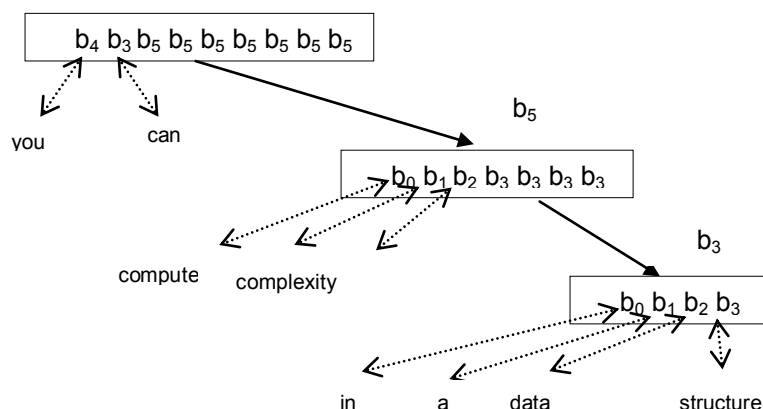 b₄ b₃ b₅ b₅ b₅ b₅ b₅ b₅ b₅
you can
b₅
b₀ b₁ b₂ b₃ b₃ b₃ b₃
compute complexity
b₃
b₀ b₁ b₂ b₃
in a data structure